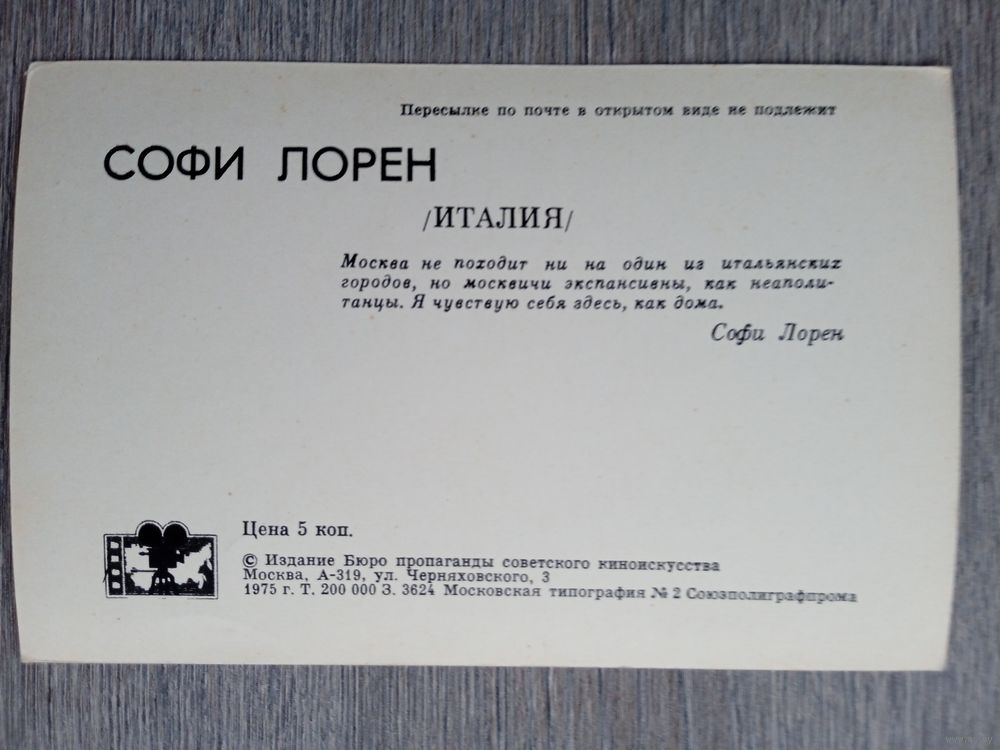 Пересылке по почте в открытом виде не подлежит
СОФИ ЛОРЕН
/ИТАЛИЯ/
Москва не походит ни на один из итальянских
городов, но москвичи экспансивны, как неаполи-
танцы. Я чувствую себя здесь, как дома.
Софи Лорен
Цена 5 коп.
© Издание Бюро пропаганды советского киноискусства
Москва, А-319, ул. Черняховского, 3
1975 г. Т. 200 000 З. 3624 Московская типография № 2 Союзполиграфпрома